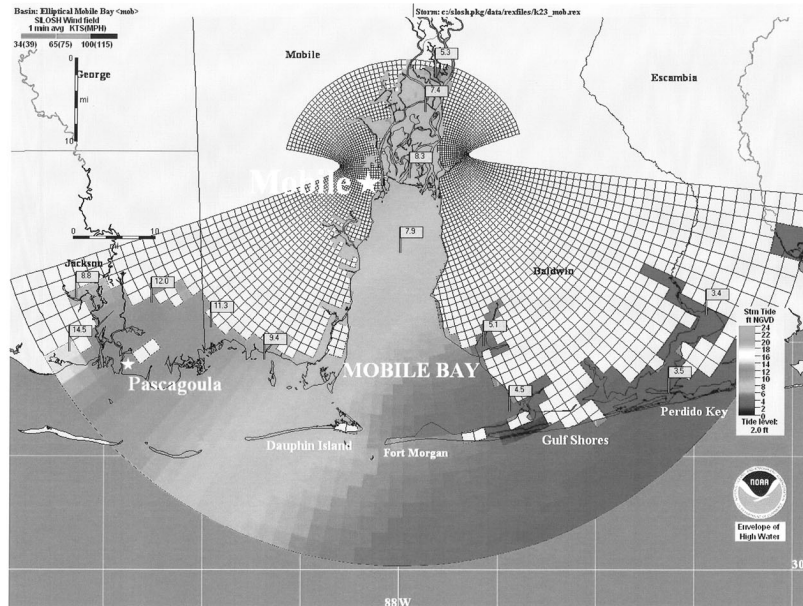 Basin: Elliptical Mobile Bay <mob>
SLOSH Wind field
1 min avg KTS(MPH)
34(39) 65(75) 100(115)
Storm: c:/slosh.pkg/data/rexfiles/k23_mob.rex
George
0
mi
10
Mobile
Escambia
5.3
7.4
8.3
Mobile
7.9
0 10
Jackson
8.8
12.0
11.3
14.5
9.4
Baldwin
3.4
5.1
3.5
4.5
Pascagoula
MOBILE BAY
Perdido Key
Dauphin Island
Fort Morgan
Gulf Shores
Strm Tide
ft NGVD
24
22
20
18
16
14
12
10
8
6
4
2
0
Tide level:
2.0 ft
NOAA
Envelope of
High Water
30
88W